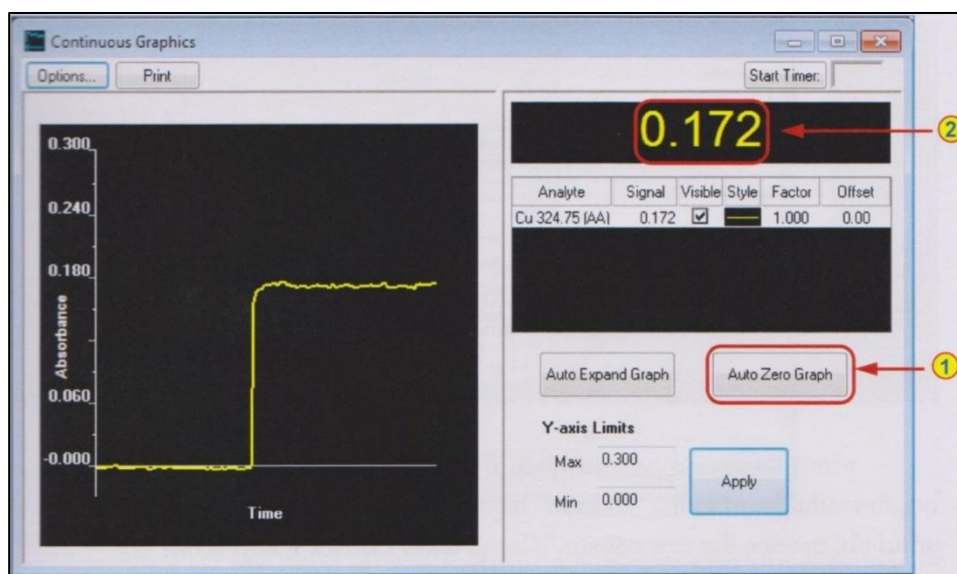 Continuous Graphics
Options... Print Start Timer:
0.172
2
Analyte Signal Visible Style Factor Offset
Cu 324.75 (AA) 0.172 1.000 0.00
0.300
0.240
0.180
Absorbance
0.060
-0.000
Time
Auto Expand Graph Auto Zero Graph
1
Y-axis Limits
Max 0.300
Min 0.000
Apply